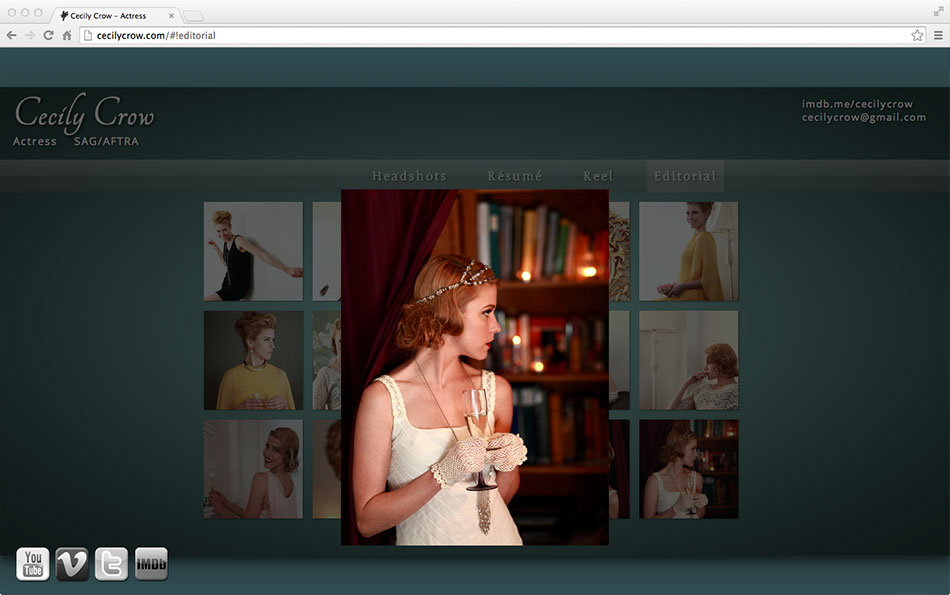 Cecily Crow – Actress
cecilycrow.com/#!editorial
Cecily Crow
Actress SAG/AFTRA
imdb.me/cecilycrow
cecilycrow@gmail.com
Headshots Résumé Reel Editorial
You
Tube
V
t
IMDb